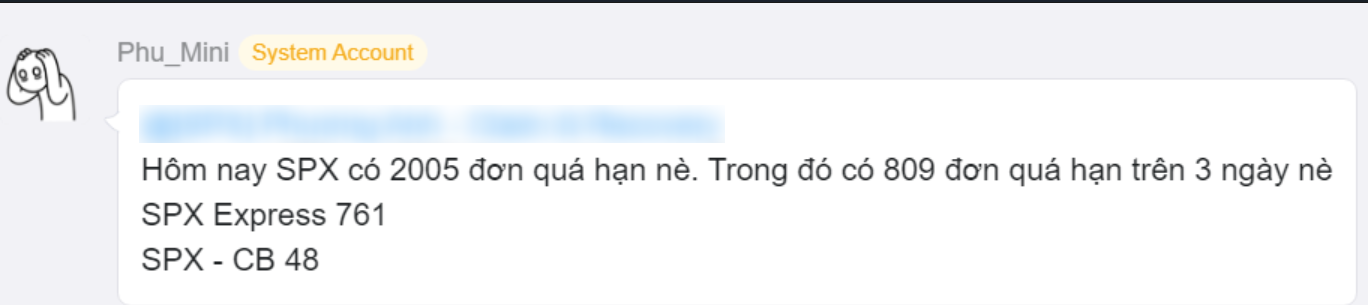 Phu_Mini System Account
Hôm nay SPX có 2005 đơn quá hạn nè. Trong đó có 809 đơn quá hạn trên 3 ngày nè
SPX Express 761
SPX - CB 48